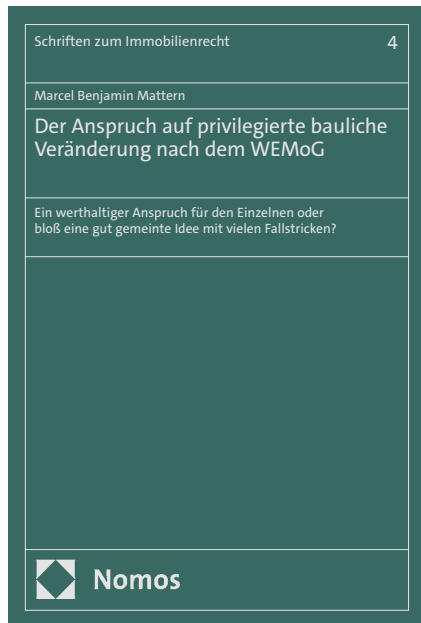 Schriften zum Immobilienrecht 4
Marcel Benjamin Mattern
Der Anspruch auf privilegierte bauliche
Veränderung nach dem WEMoG
Ein werthaltiger Anspruch für den Einzelnen oder
bloß eine gut gemeinte Idee mit vielen Fallstricken?
Nomos